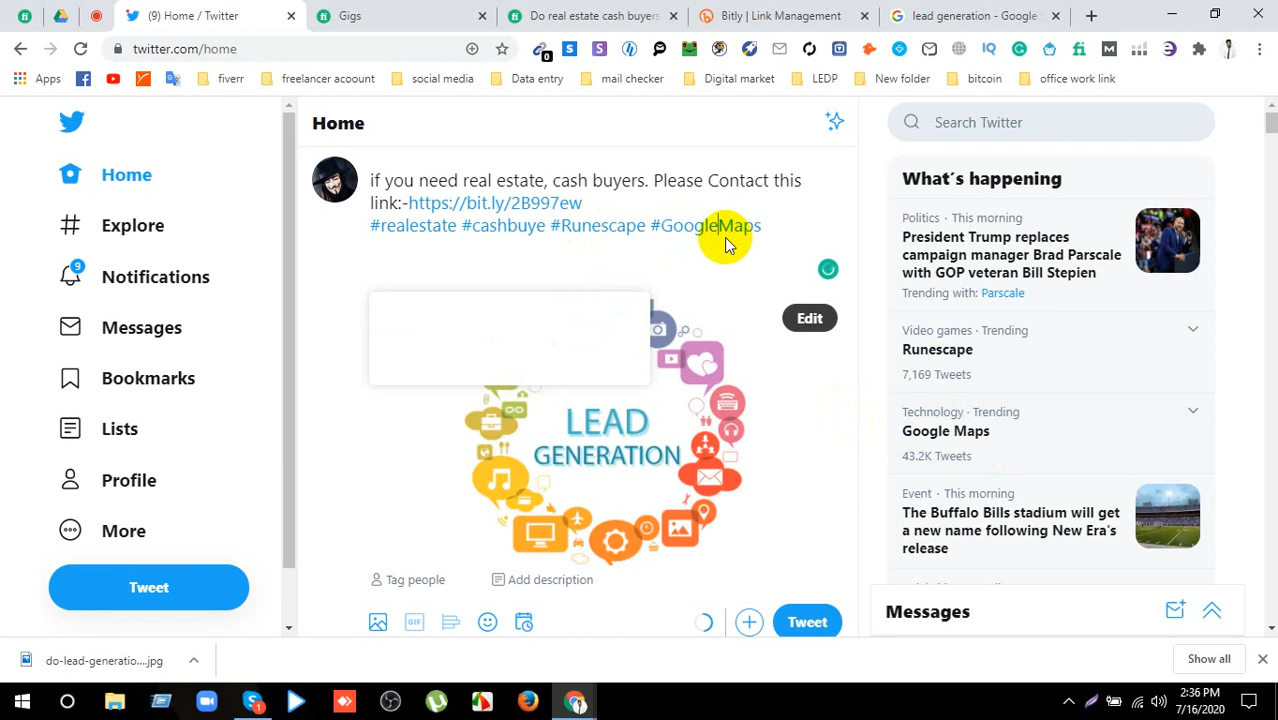 (9) Home / Twitter
Gigs
Do real estate cash buyers
Bitly | Link Management
lead generation - Google S
twitter.com/home
0
Apps
fiverr
freelancer acoount
social media
Data entry
mail checker
Digital market
LEDP
New folder
bitcoin
office work link
Home
Explore
9
Notifications
Messages
Bookmarks
Lists
Profile
More
Tweet
Home
if you need real estate, cash buyers. Please Contact this
link:-https://bit.ly/2B997ew
#realestate #cashbuye #Runescape #GoogleMaps
Edit
LEAD
GENERATION
Tag people
Add description
GIF
Tweet
Search Twitter
What's happening
Politics · This morning
President Trump replaces
campaign manager Brad Parscale
with GOP veteran Bill Stepien
Trending with: Parscale
Video games · Trending
Runescape
7,169 Tweets
Technology · Trending
Google Maps
43.2K Tweets
Event · This morning
The Buffalo Bills stadium will get
a new name following New Era's
release
Messages
do-lead-generatio....jpg
Show all
2:36 PM
7/16/2020